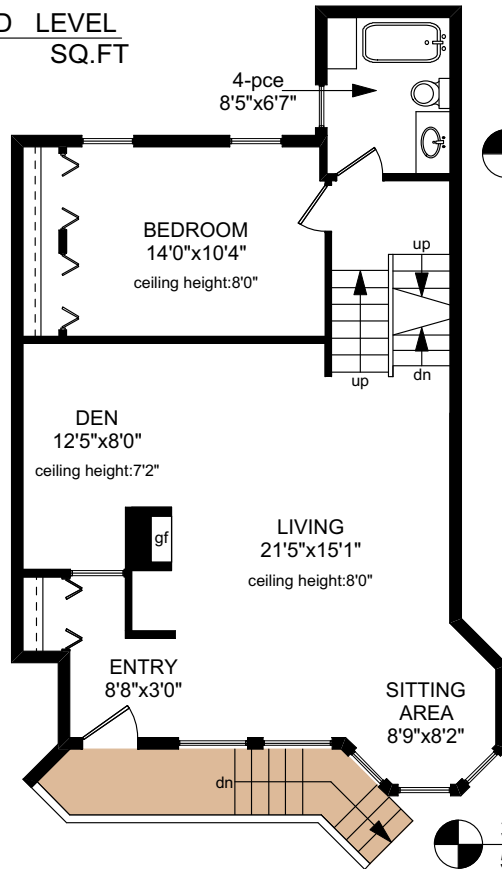 D LEVEL
SQ.FT
4-pce
8'5"x6'7"
BEDROOM
14'0"x10'4"
ceiling height:8'0"
up
up
dn
DEN
12'5"x8'0"
ceiling height:7'2"
gf
LIVING
21'5"x15'1"
ceiling height:8'0"
ENTRY
8'8"x3'0"
SITTING
AREA
8'9"x8'2"
dn